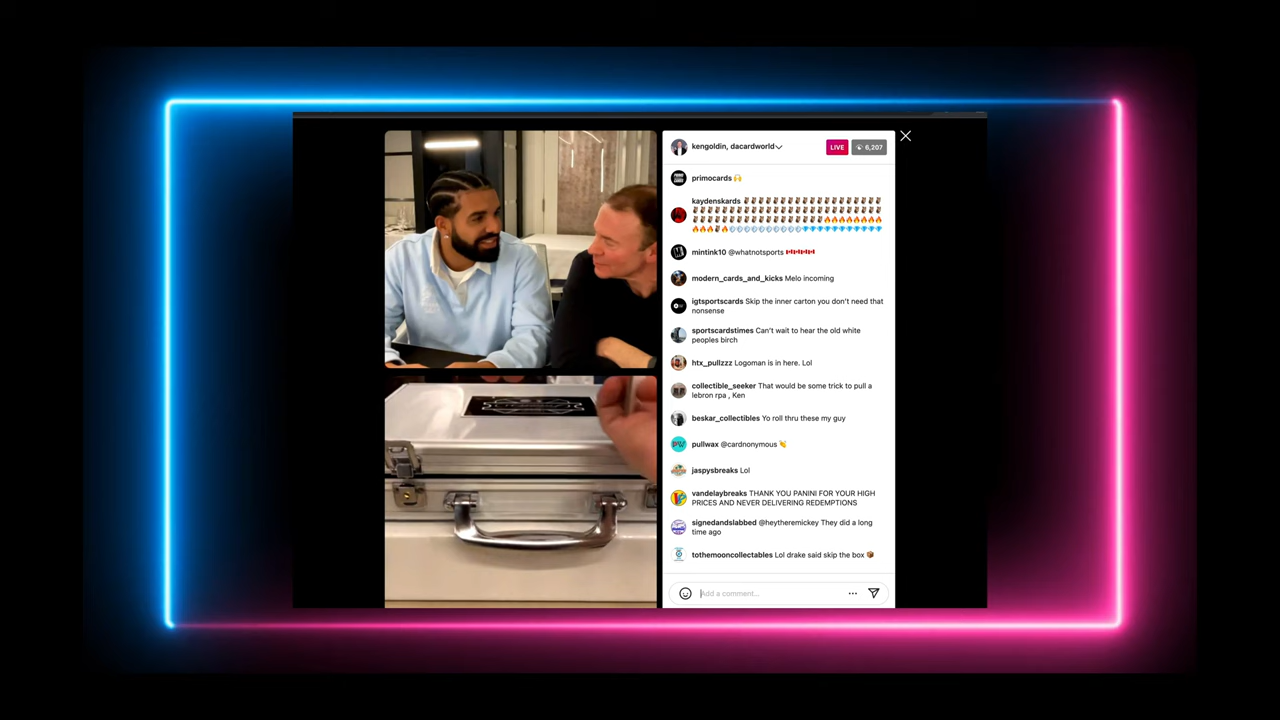 kengoldin, dacardworld
LIVE
6,207
primocards 🙌
kaydenskards 🦉🦉🦉🦉🦉🦉🦉🦉🦉🦉🦉🦉🦉🦉🦉
🦉🦉🦉🦉🦉🦉🦉🦉🦉🦉🦉🦉🦉🦉🦉🦉🦉🦉🦉🦉🦉
🦉🦉🦉🦉🦉🦉🦉🦉🦉🦉🦉🦉🦉🦉🔥🔥🔥🔥🔥🔥🔥
🔥🔥🔥🦉🔥💎💎💎💎💎💎💎💎💎💎💎💎💎💎💎💎
mintink10 @whatnotsports 🇨🇦🇨🇦🇨🇦🇨🇦
modern_cards_and_kicks Melo incoming
igtsportscards Skip the inner carton you don't need that
nonsense
sportscardstimes Can't wait to hear the old white
peoples birch
htx_pullzzz Logoman is in here. Lol
collectible_seeker That would be some trick to pull a
lebron rpa , Ken
beskar_collectibles Yo roll thru these my guy
pullwax @cardnonymous 👏
jaspysbreaks Lol
vandelaybreaks THANK YOU PANINI FOR YOUR HIGH
PRICES AND NEVER DELIVERING REDEMPTIONS
signedandslabbed @heytheremickey They did a long
time ago
tothemooncollectables Lol drake said skip the box 📦
Add a comment...